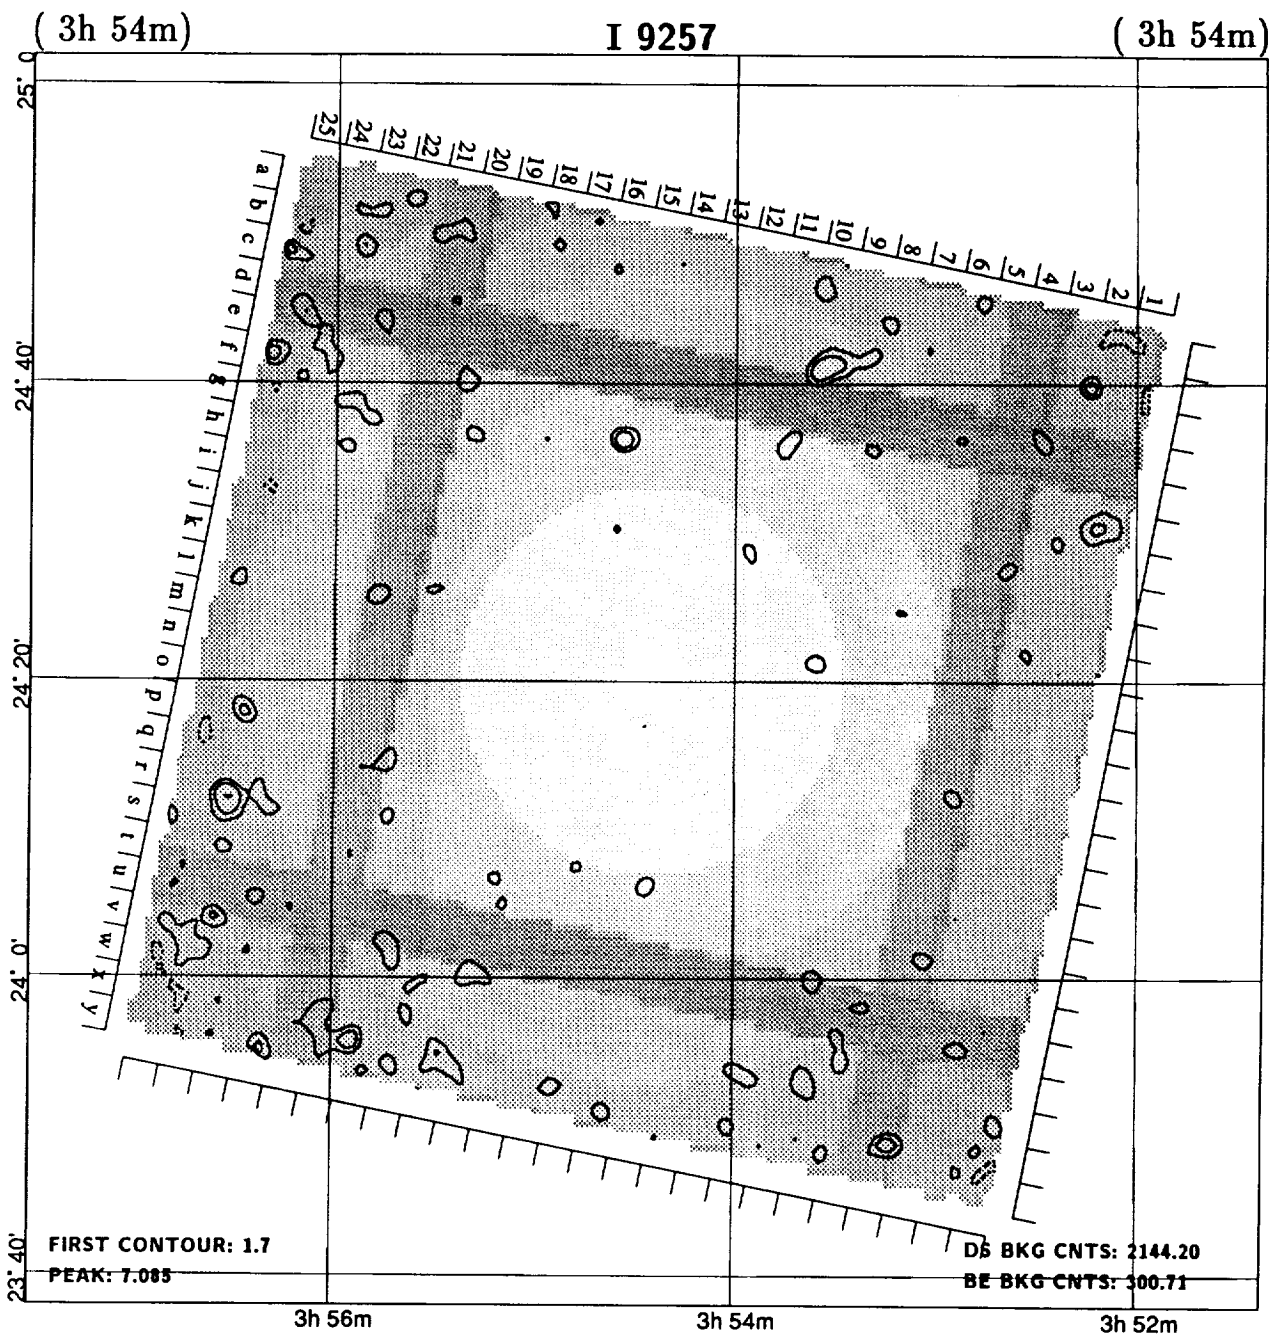 ( 3h 54m) I 9257 ( 3h 54m)
25° 0
25 24 23 22 21 20 19 18 17 16 15 14 13 12 11 10 9 8 7 6 5 4 3 2 1
a b c d e f g h i j k l m n o p q r s t u v w x y
24° 40'
24° 20'
24° 0'
23° 40'
FIRST CONTOUR: 1.7
PEAK: 7.085
DS BKG CNTS: 2144.20
BE BKG CNTS: 300.71
3h 56m 3h 54m 3h 52m